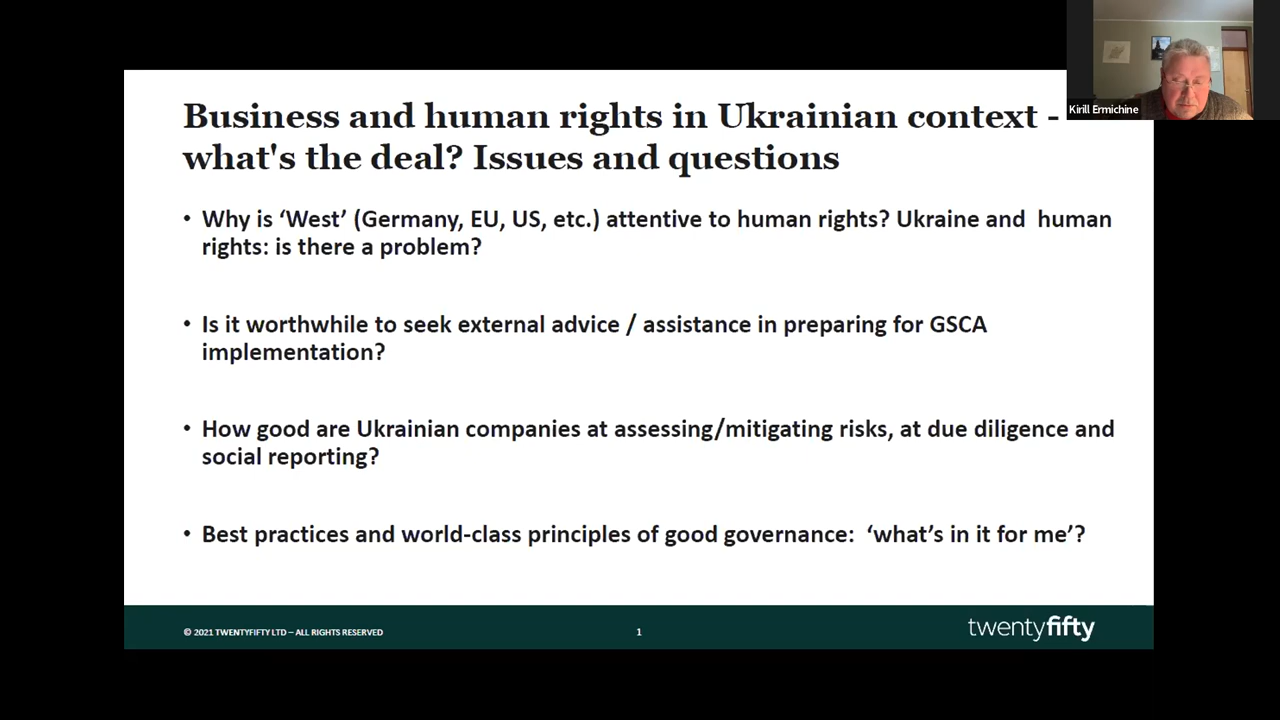 Business and human rights in Ukrainian context -
what's the deal? Issues and questions
Kirill Ermichine
• Why is ‘West’ (Germany, EU, US, etc.) attentive to human rights? Ukraine and  human
rights: is there a problem?
• Is it worthwhile to seek external advice / assistance in preparing for GSCA
implementation?
• How good are Ukrainian companies at assessing/mitigating risks, at due diligence and
social reporting?
• Best practices and world-class principles of good governance:  ‘what’s in it for me’?
© 2021 TWENTYFIFTY LTD – ALL RIGHTS RESERVED
1
twentyfifty